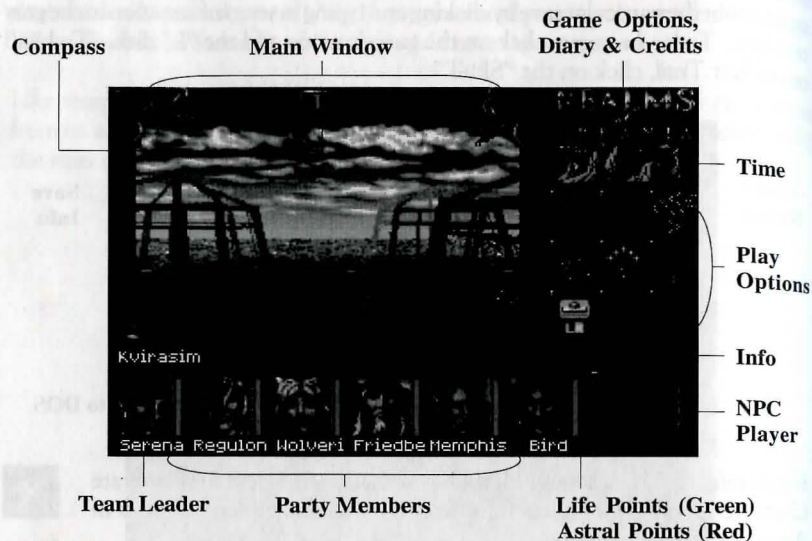 Game Options,
Diary & Credits
Compass
Main Window
REALMS
Time
Play
Options
Kvirasim
Info
NPC
Player
Serena Regulon Wolveri Friedbe Memphis Bird
Team Leader
Party Members
Life Points (Green)
Astral Points (Red)